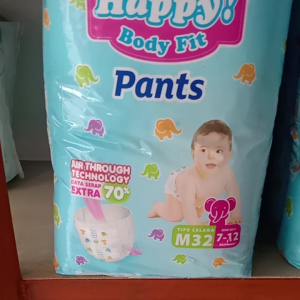 Happy!
Body Fit
Pants
AIR THROUGH
TECHNOLOGY
DAYA SERAP
EXTRA 70%
TIPE CELANA
M32
7-12